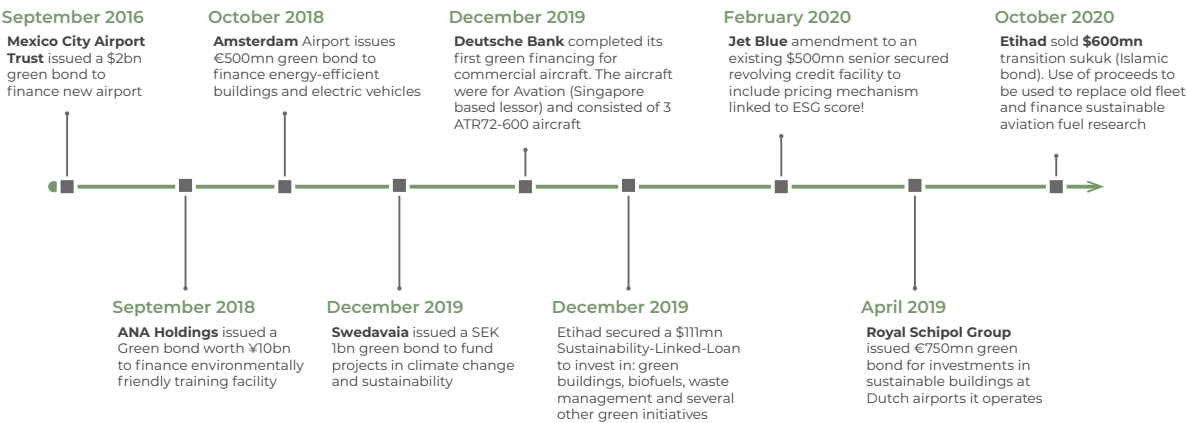 September 2016
Mexico City Airport
Trust issued a $2bn
green bond to
finance new airport
October 2018
Amsterdam Airport issues
€500mn green bond to
finance energy-efficient
buildings and electric vehicles
December 2019
Deutsche Bank completed its
first green financing for
commercial aircraft. The aircraft
were for Avation (Singapore
based lessor) and consisted of 3
ATR72-600 aircraft
February 2020
Jet Blue amendment to an
existing $500mn senior secured
revolving credit facility to
include pricing mechanism
linked to ESG score!
October 2020
Etihad sold $600mn
transition sukuk (Islamic
bond). Use of proceeds to
be used to replace old fleet
and finance sustainable
aviation fuel research
September 2018
ANA Holdings issued a
Green bond worth ¥10bn
to finance environmentally
friendly training facility
December 2019
Swedavaia issued a SEK
1bn green bond to fund
projects in climate change
and sustainability
December 2019
Etihad secured a $111mn
Sustainability-Linked-Loan
to invest in: green
buildings, biofuels, waste
management and several
other green initiatives
April 2019
Royal Schipol Group
issued €750mn green
bond for investments in
sustainable buildings at
Dutch airports it operates